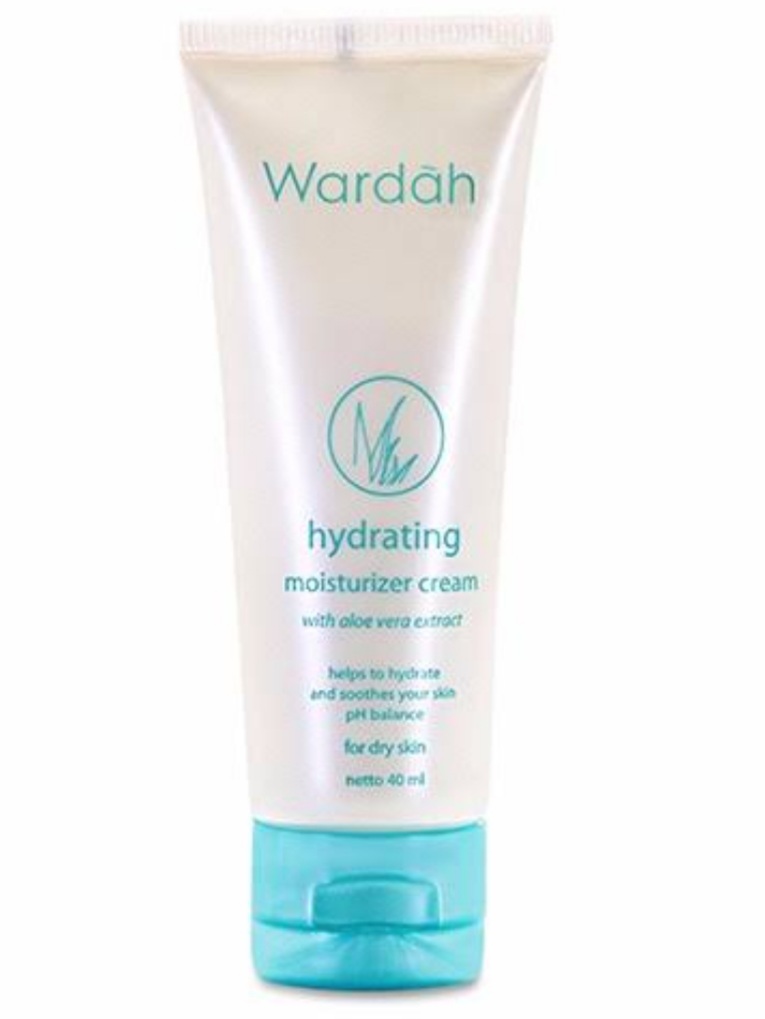 Wardàh
hydrating
moisturizer cream
with aloe vera extract
helps to hydrate
and soothes your skin
pH balance
for dry skin
netto 40 ml